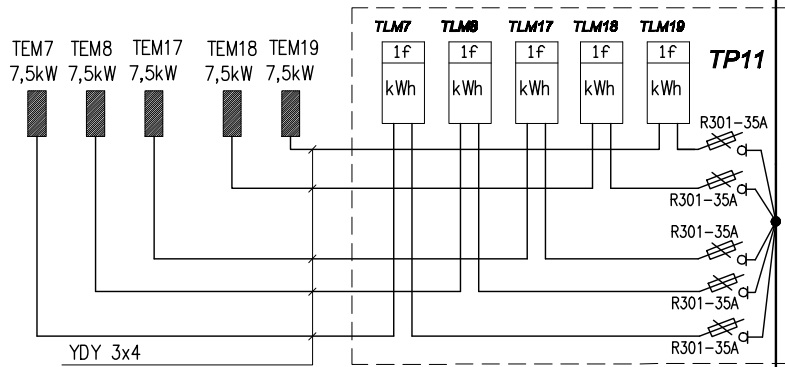 TEM7 TEM8 TEM17 TEM18 TEM19
7,5kW 7,5kW 7,5kW 7,5kW 7,5kW
TLM7 TLM8 TLM17 TLM18 TLM19
1f 1f 1f 1f 1f
kWh kWh kWh kWh kWh
TP11
R301-35A
R301-35A
R301-35A
R301-35A
R301-35A
YDY 3x4